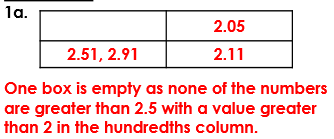 1a.
2.05
2.51, 2.91 2.11
One box is empty as none of the numbers
are greater than 2.5 with a value greater
than 2 in the hundredths column.